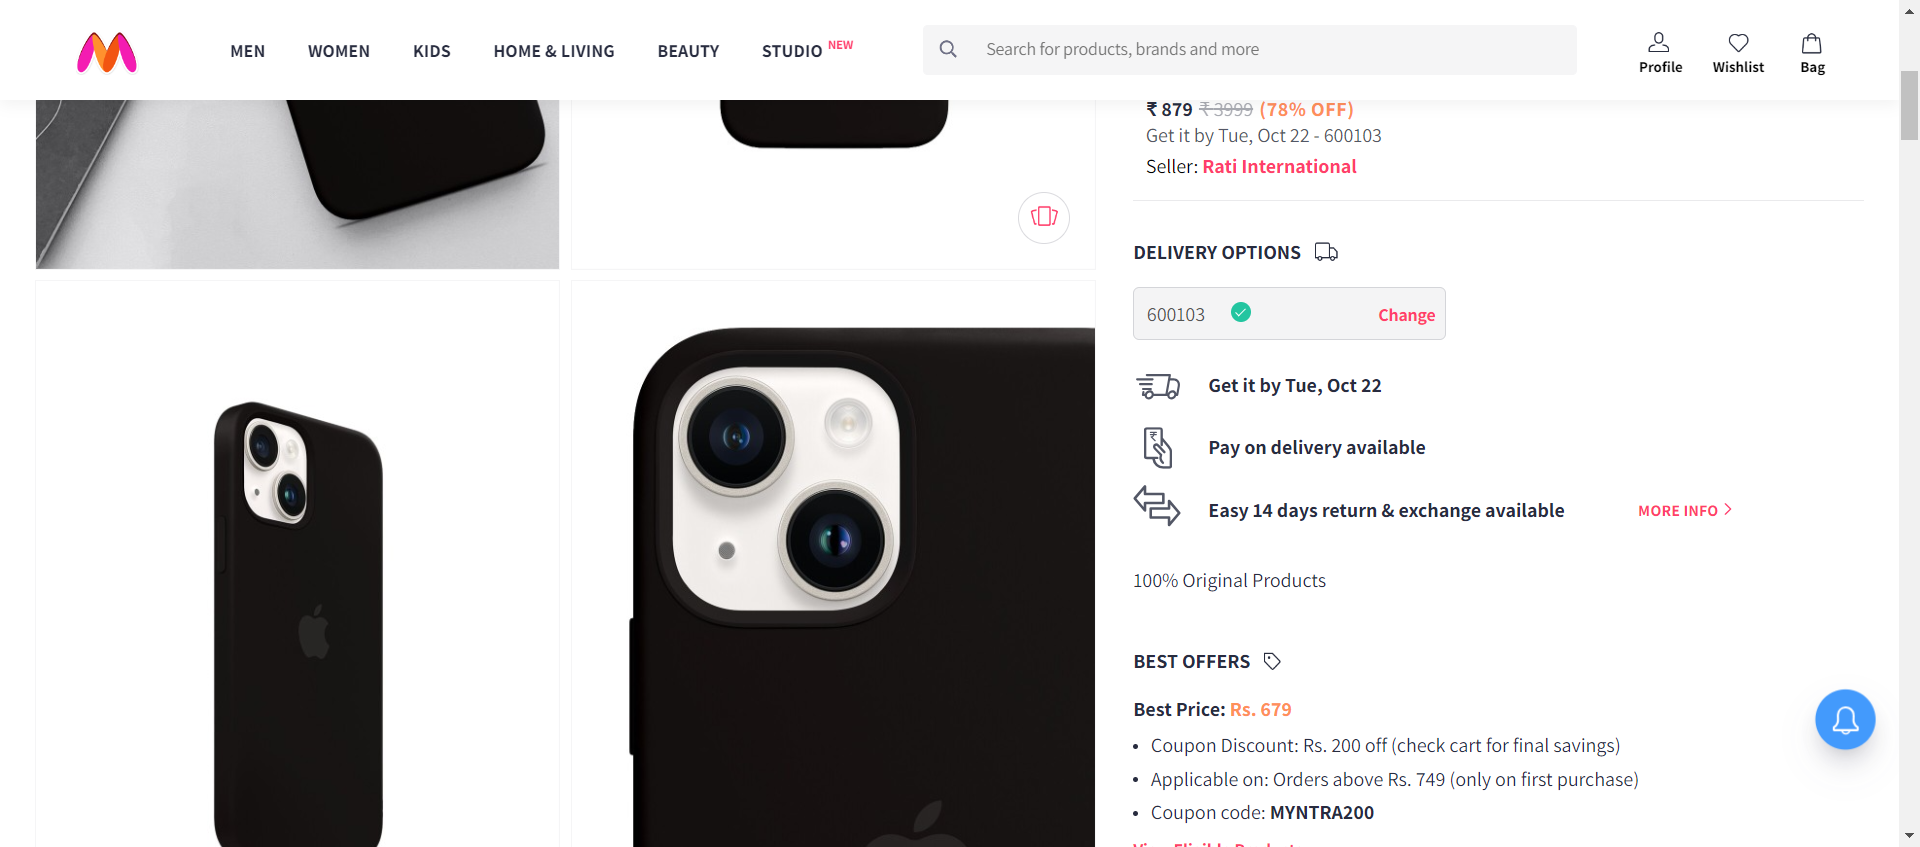 MEN WOMEN KIDS HOME & LIVING BEAUTY STUDIO NEW
Search for products, brands and more
Profile Wishlist Bag
₹ 879 ₹ 3999 (78% OFF)
Get it by Tue, Oct 22 - 600103
Seller: Rati International
DELIVERY OPTIONS
600103 Change
Get it by Tue, Oct 22
Pay on delivery available
Easy 14 days return & exchange available MORE INFO
100% Original Products
BEST OFFERS
Best Price: Rs. 679
• Coupon Discount: Rs. 200 off (check cart for final savings)
• Applicable on: Orders above Rs. 749 (only on first purchase)
• Coupon code: MYNTRA200